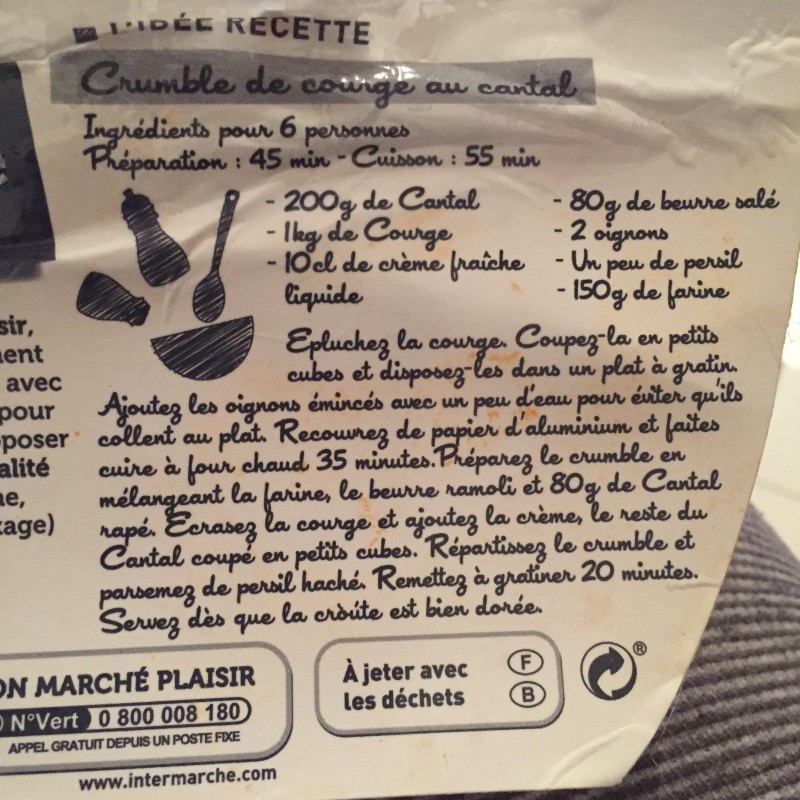 L'IDÉE RECETTE
Crumble de courge au cantal
Ingrédients pour 6 personnes
Préparation : 45 min - Cuisson : 55 min
- 200g de Cantal
- 1kg de Courge
- 10cl de crème fraîche
liquide
- 80g de beurre salé
- 2 oignons
- Un peu de persil
- 150g de farine
Epluchez la courge. Coupez-la en petits
cubes et disposez-les dans un plat à gratin.
Ajoutez les oignons émincés avec un peu d'eau pour éviter qu'ils
collent au plat. Recouvrez de papier d'aluminium et faites
cuire à four chaud 35 minutes. Préparez le crumble en
mélangeant la farine, le beurre ramoli et 80g de Cantal
rapé. Ecrasez la courge et ajoutez la crème, le reste du
Cantal coupé en petits cubes. Répartissez le crumble et
parsemez de persil haché. Remettez à gratiner 20 minutes.
Servez dès que la croûte est bien dorée.
sir,
ent
avec
pour
poser
alité
ne,
kage)
ON MARCHÉ PLAISIR
N°Vert 0 800 008 180
APPEL GRATUIT DEPUIS UN POSTE FIXE
www.intermarche.com
À jeter avec
les déchets
F
B
®